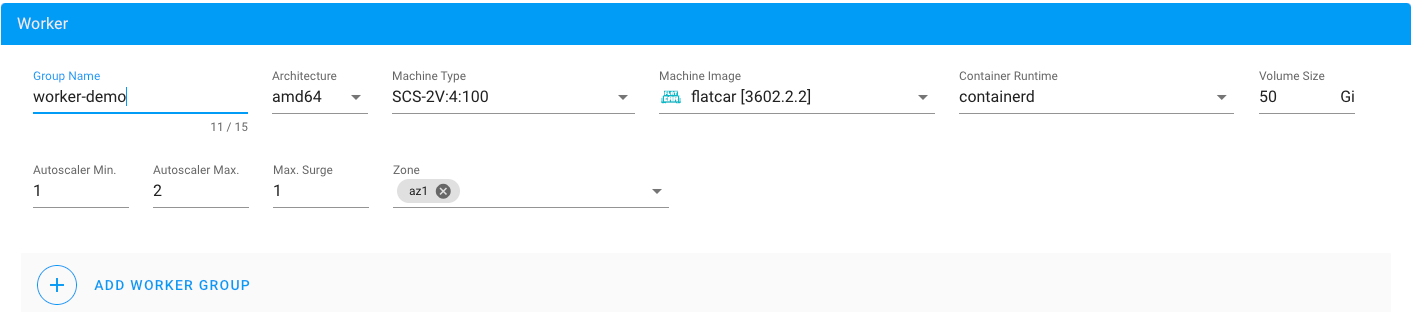 Worker
Group Name Architecture Machine Type Machine Image Container Runtime Volume Size
worker-demo amd64 SCS-2V:4:100 flatcar [3602.2.2] containerd 50 Gi
11 / 15
Autoscaler Min. Autoscaler Max. Max. Surge Zone
1 2 1 az1
ADD WORKER GROUP